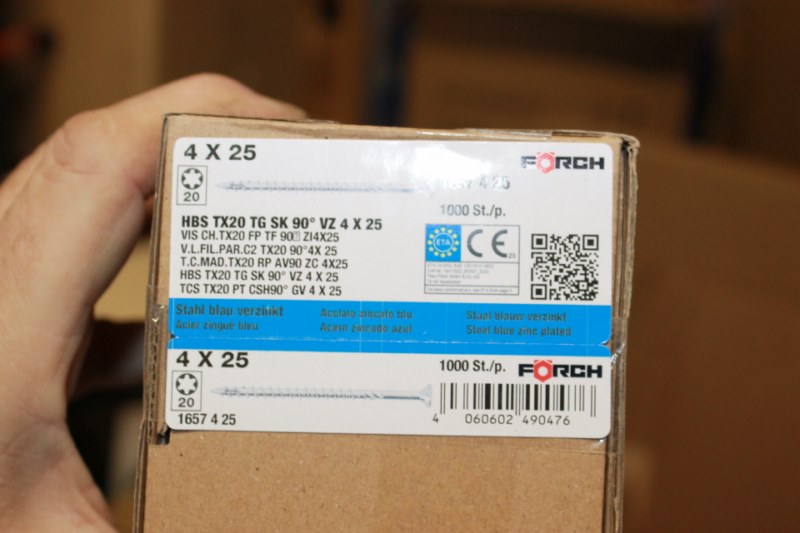 4 X 25
FÖRCH
20
1657 4 25
1000 St./p.
HBS TX20 TG SK 90° VZ 4 X 25
VIS CH.TX20 FP TF 90 ZI4X25
V.L.FIL.PAR.C2 TX20 90°4X 25
T.C.MAD.TX20 RP AV90 ZC 4X25
HBS TX20 TG SK 90° VZ 4 X 25
TCS TX20 PT CSH90° GV 4 X 25
ETA
CE
Stahl blau verzinkt
Acciaio zincato blu
Staal blauw verzinkt
Acier zingue bleu
Acero zincado azul
Steel blue zinc plated
4 X 25
1000 St./p.
FÖRCH
20
1657 4 25
4 060602 490476